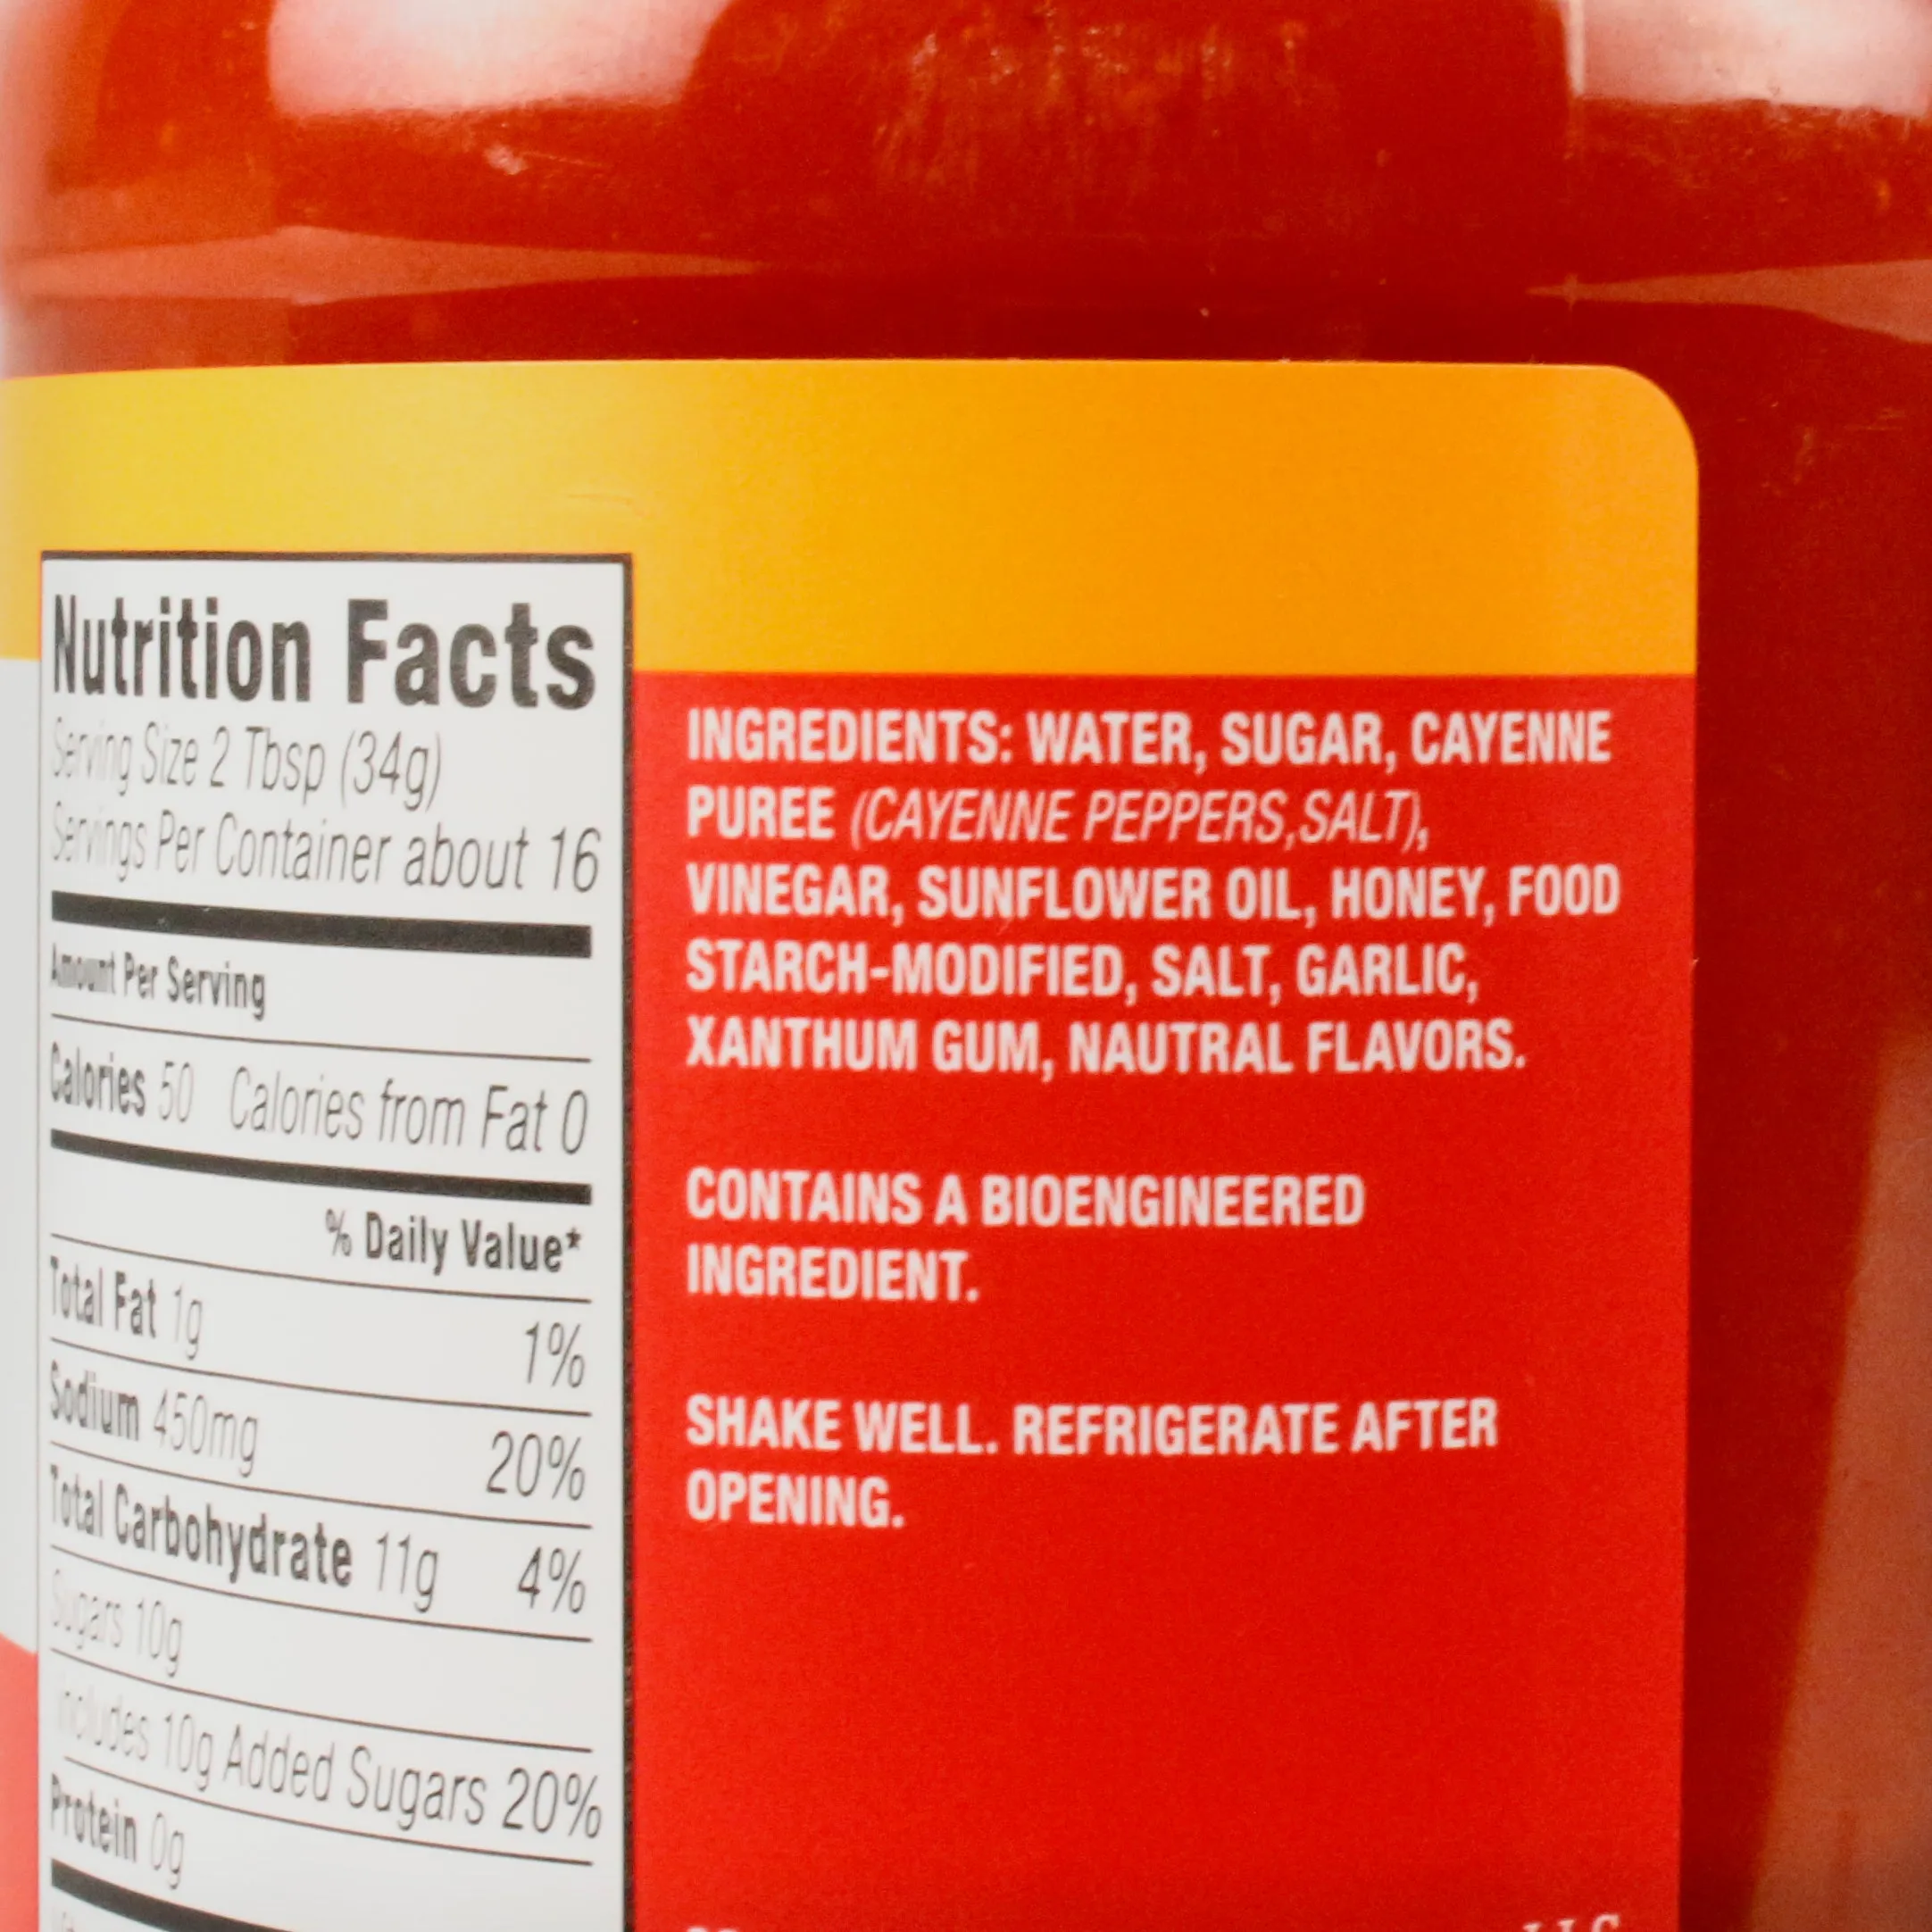 Nutrition Facts
Serving Size 2 Tbsp (34g)
Servings Per Container about 16
Amount Per Serving
Calories 50 Calories from Fat 0
% Daily Value*
Total Fat 1g 1%
Sodium 450mg 20%
Total Carbohydrate 11g 4%
Sugars 10g
Includes 10g Added Sugars 20%
Protein 0g
INGREDIENTS: WATER, SUGAR, CAYENNE
PUREE (CAYENNE PEPPERS,SALT),
VINEGAR, SUNFLOWER OIL, HONEY, FOOD
STARCH-MODIFIED, SALT, GARLIC,
XANTHUM GUM, NAUTRAL FLAVORS.
CONTAINS A BIOENGINEERED
INGREDIENT.
SHAKE WELL. REFRIGERATE AFTER
OPENING.